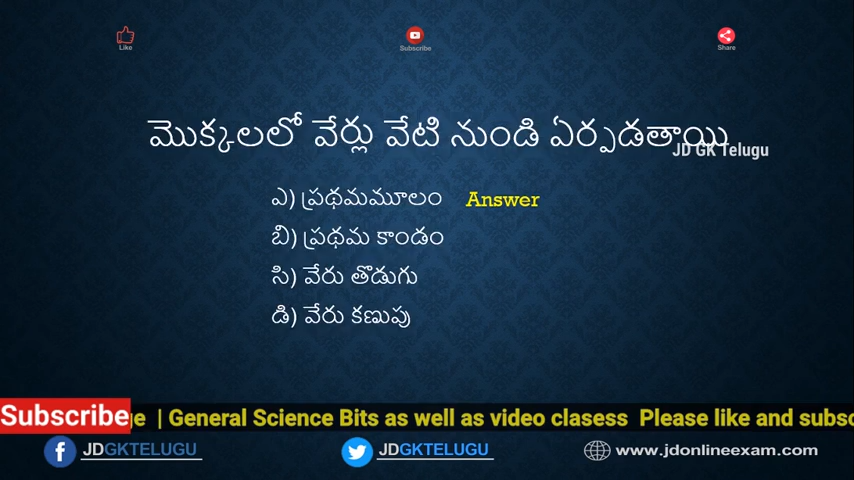 Like
Subscribe
Share
మొక్కలలో వేర్లు వేటి నుండి ఏర్పడతాయి
JD GK Telugu
ఎ) ప్రథమమూలం Answer
బి) ప్రథమ కాండం
సి) వేరు తొడుగు
డి) వేరు కణుపు
Subscribe | General Science Bits as well as video clasess Please like and subsc
JDGKTELUGU JDGKTELUGU www.jdonlineexam.com